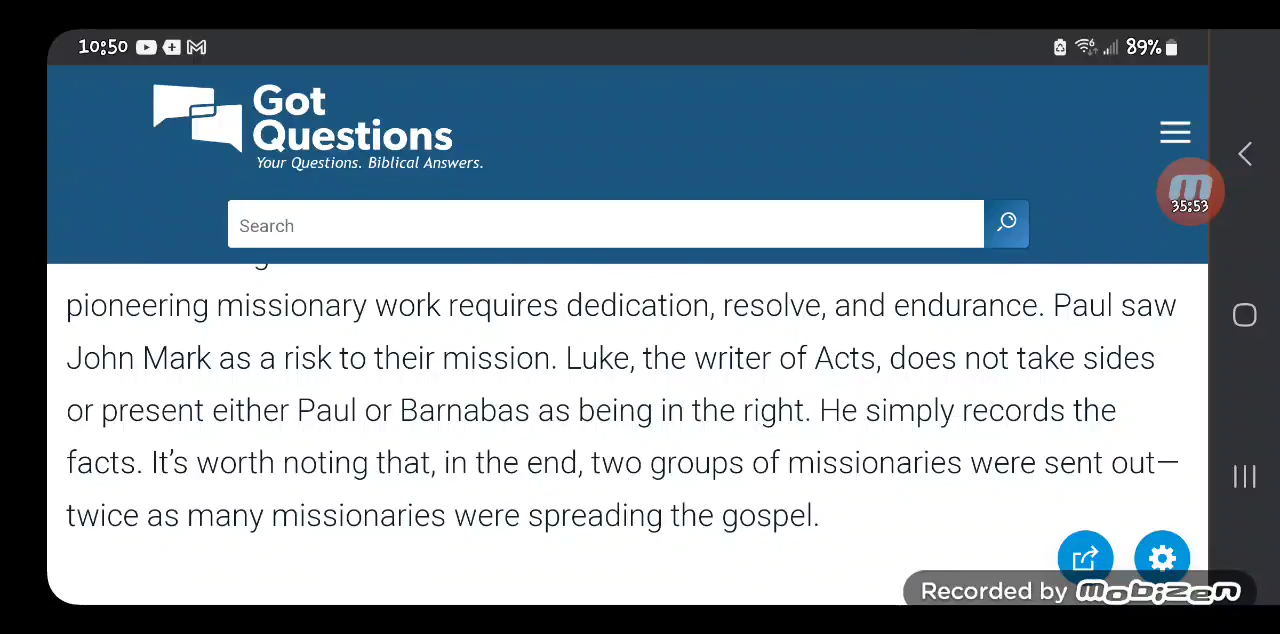 10:50
89%
Got
Questions
Your Questions. Biblical Answers.
Search
35:53
pioneering missionary work requires dedication, resolve, and endurance. Paul saw
John Mark as a risk to their mission. Luke, the writer of Acts, does not take sides
or present either Paul or Barnabas as being in the right. He simply records the
facts. It’s worth noting that, in the end, two groups of missionaries were sent out—
twice as many missionaries were spreading the gospel.
Recorded by mobizen